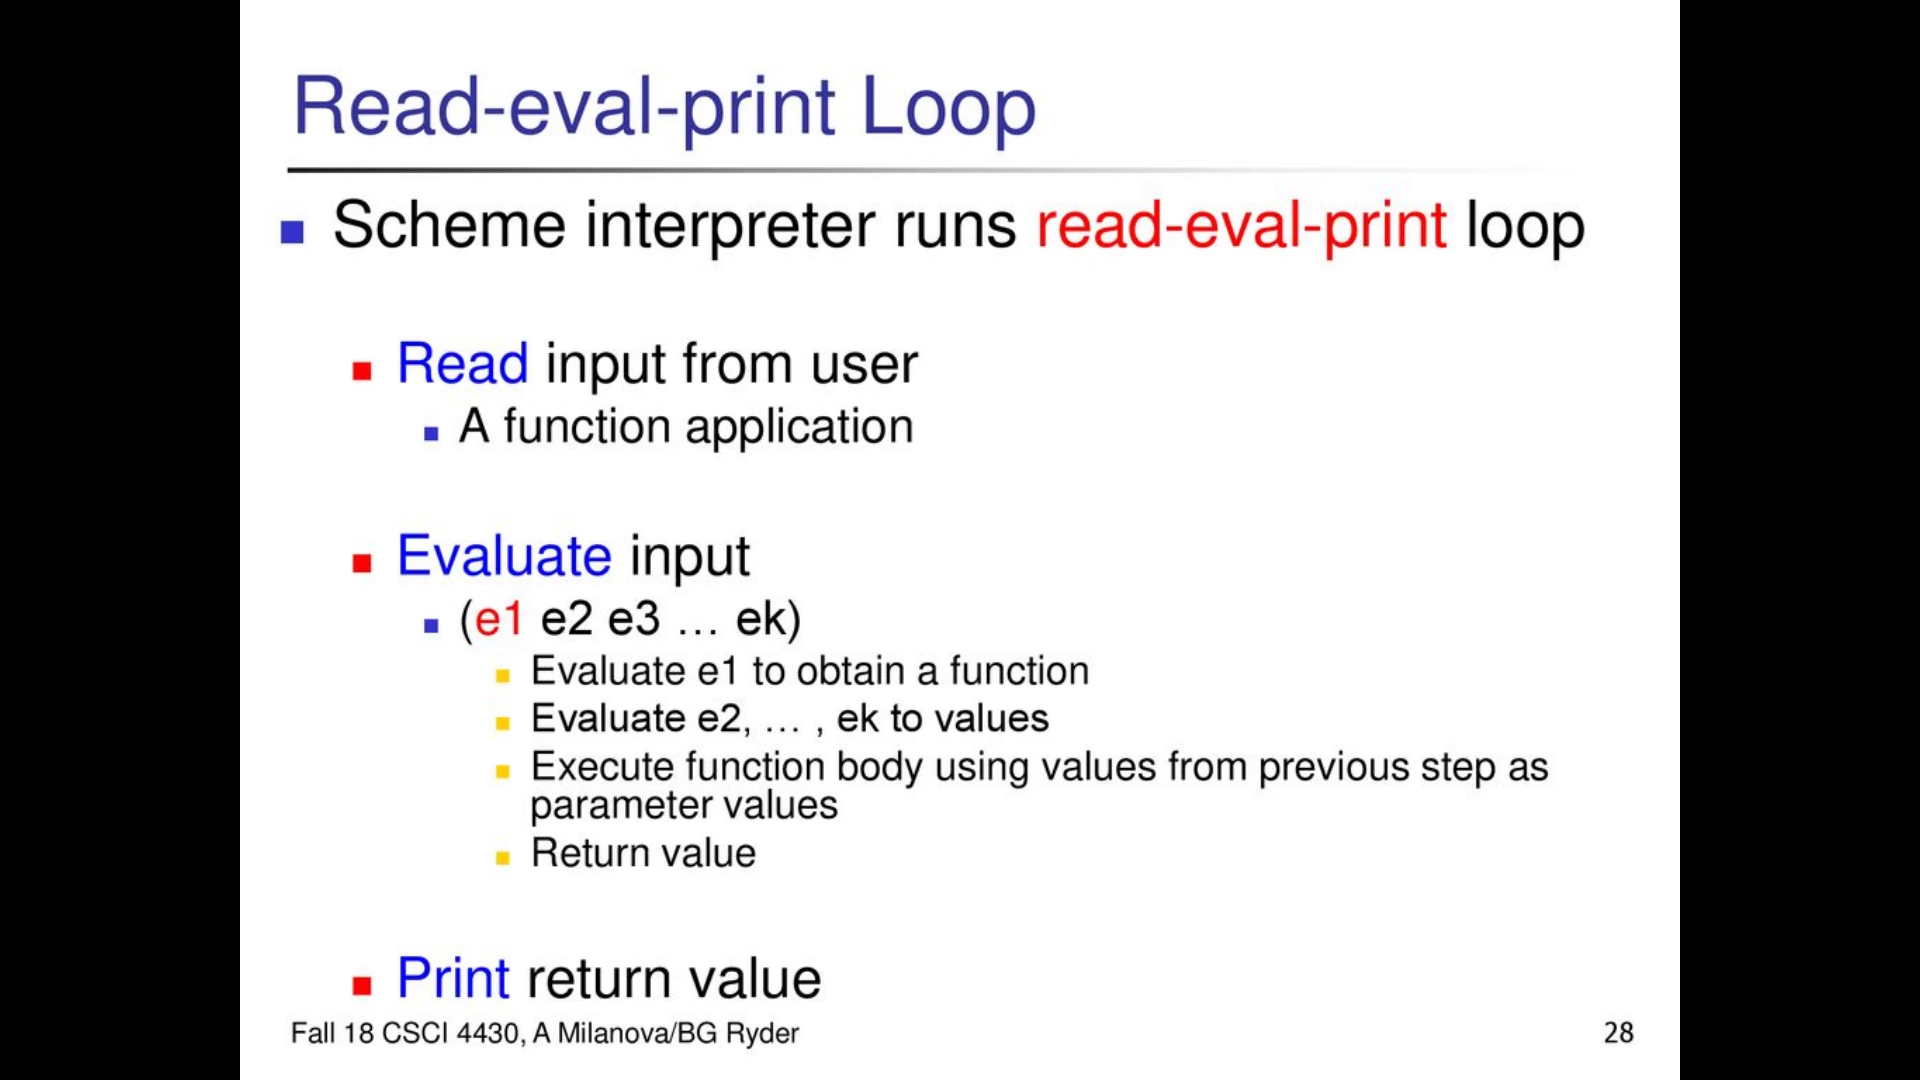 Read-eval-print Loop
Scheme interpreter runs read-eval-print loop
Read input from user
A function application
Evaluate input
(e1 e2 e3 … ek)
Evaluate e1 to obtain a function
Evaluate e2, … , ek to values
Execute function body using values from previous step as
parameter values
Return value
Print return value
Fall 18 CSCI 4430, A Milanova/BG Ryder
28